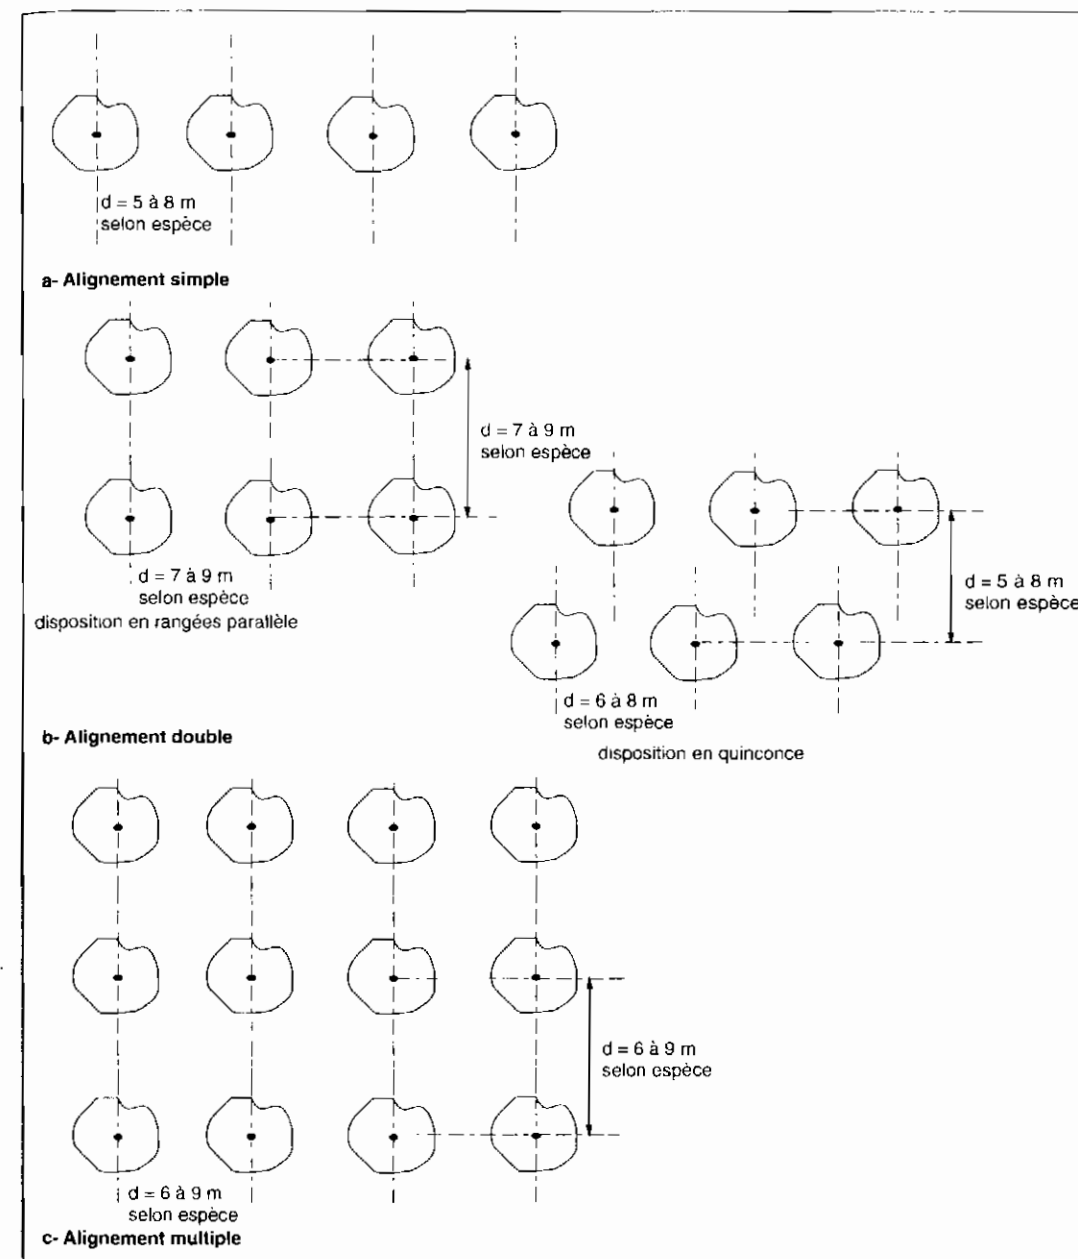 d = 5 à 8 m
selon espèce
a- Alignement simple
d = 7 à 9 m
selon espèce
d = 7 à 9 m
selon espèce
disposition en rangées parallèle
d = 5 à 8 m
selon espèce
d = 6 à 8 m
selon espèce
disposition en quinconce
b- Alignement double
d = 6 à 9 m
selon espèce
d = 6 à 9 m
selon espèce
c- Alignement multiple